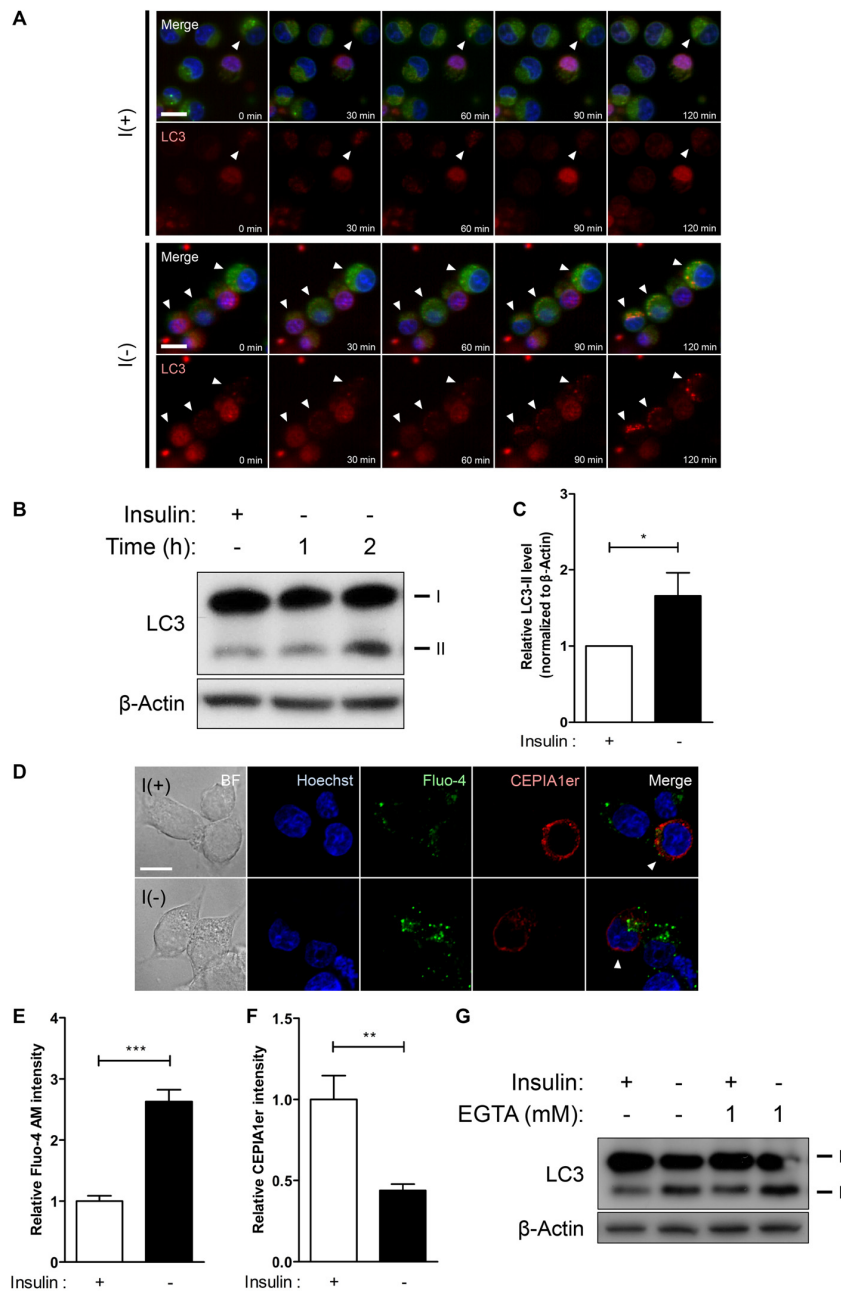 A
I(+)
Merge
0 min
30 min
60 min
90 min
120 min
LC3
0 min
30 min
60 min
90 min
120 min
I(-)
Merge
0 min
30 min
60 min
90 min
120 min
LC3
0 min
30 min
60 min
90 min
120 min
B
Insulin: + - -
Time (h): - 1 2
LC3
I
II
β-Actin
C
Relative LC3-II level
(normalized to β-Actin)
3
2
1
0
*
Insulin : + -
D
I(+) BF Hoechst Fluo-4 CEPIA1er Merge
I(-)
E
Relative Fluo-4 AM intensity
4
3
2
1
0
***
Insulin : + -
F
Relative CEPIA1er intensity
1.5
1.0
0.5
0.0
**
Insulin : + -
G
Insulin: + - + -
EGTA (mM): - - 1 1
LC3
β-Actin